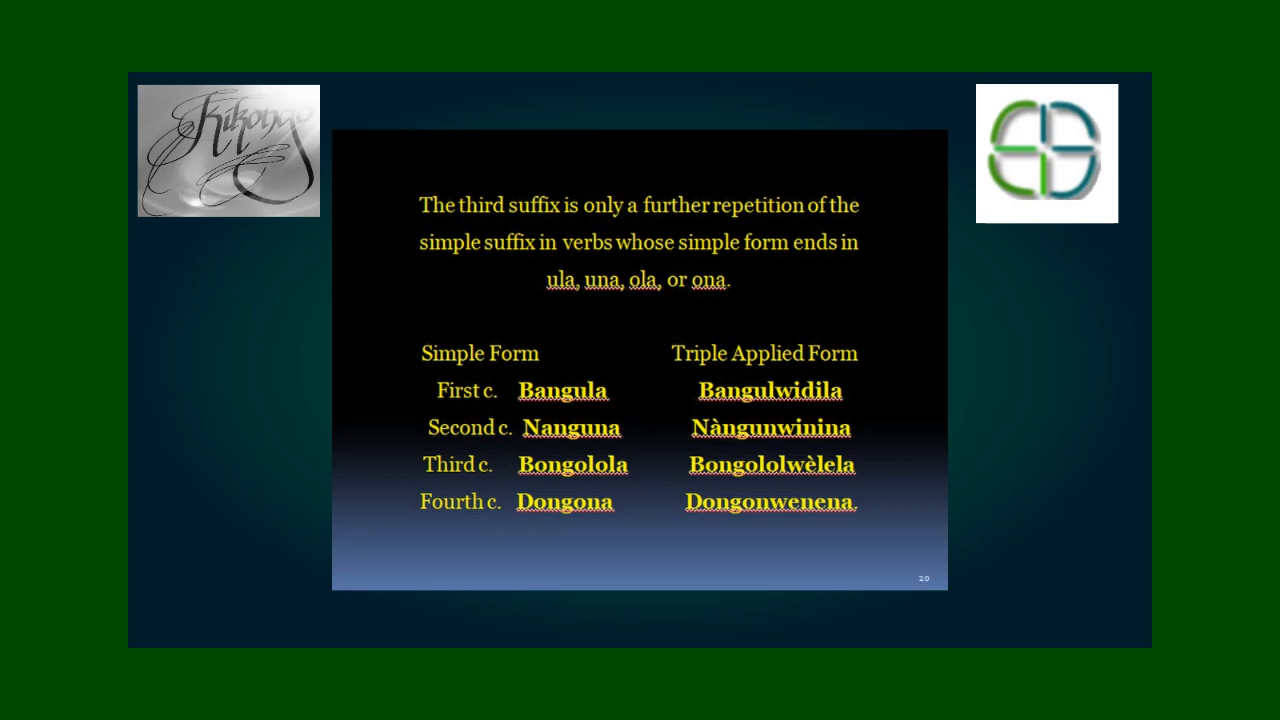 Kikongo
The third suffix is only a further repetition of the
simple suffix in verbs whose simple form ends in
ula, una, ola, or ona.
Simple Form Triple Applied Form
First c. Bangula Bangulwidila
Second c. Nanguna Nàngunwinina
Third c. Bongolola Bongololwèlela
Fourth c. Dongona Dongonwenena.
20